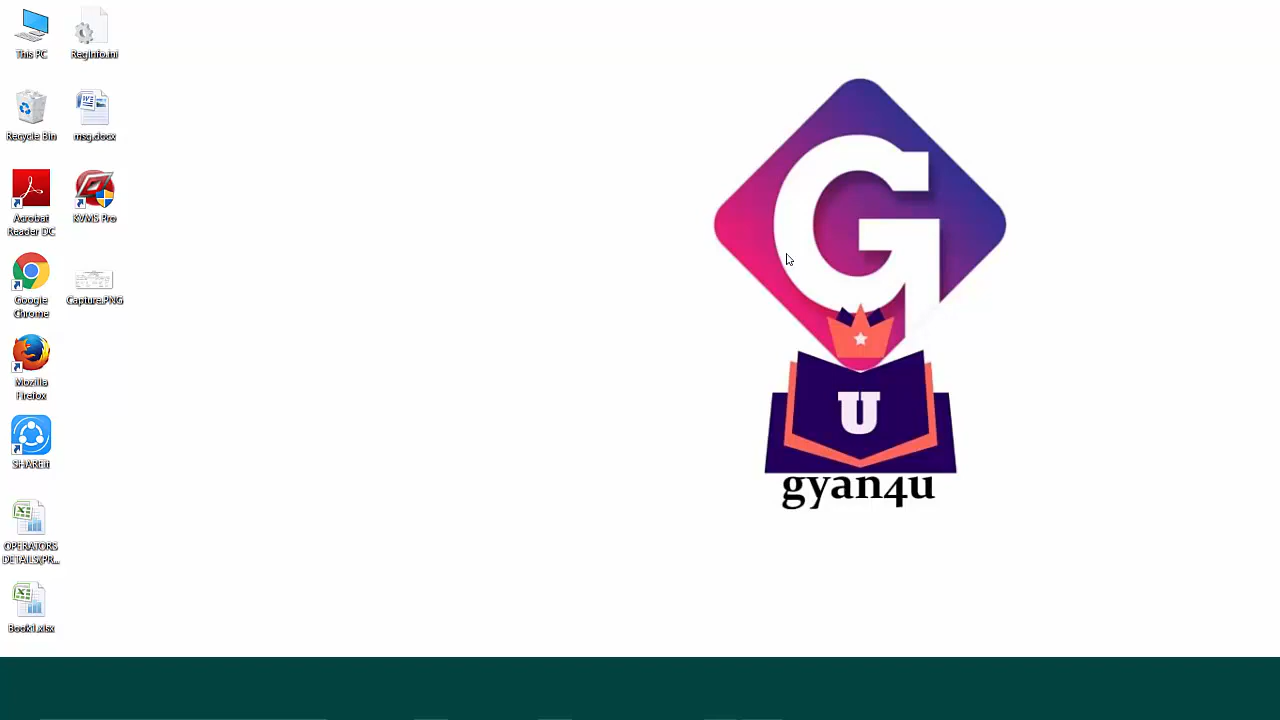 This PC
RegInfo.ini
Recycle Bin
msg.docx
Acrobat
Reader DC
KVMS Pro
Google
Chrome
Capture.PNG
Mozilla
Firefox
SHAREit
OPERATORS
DETAILS(PR...
Book1.xlsx
G
U
gyan4u